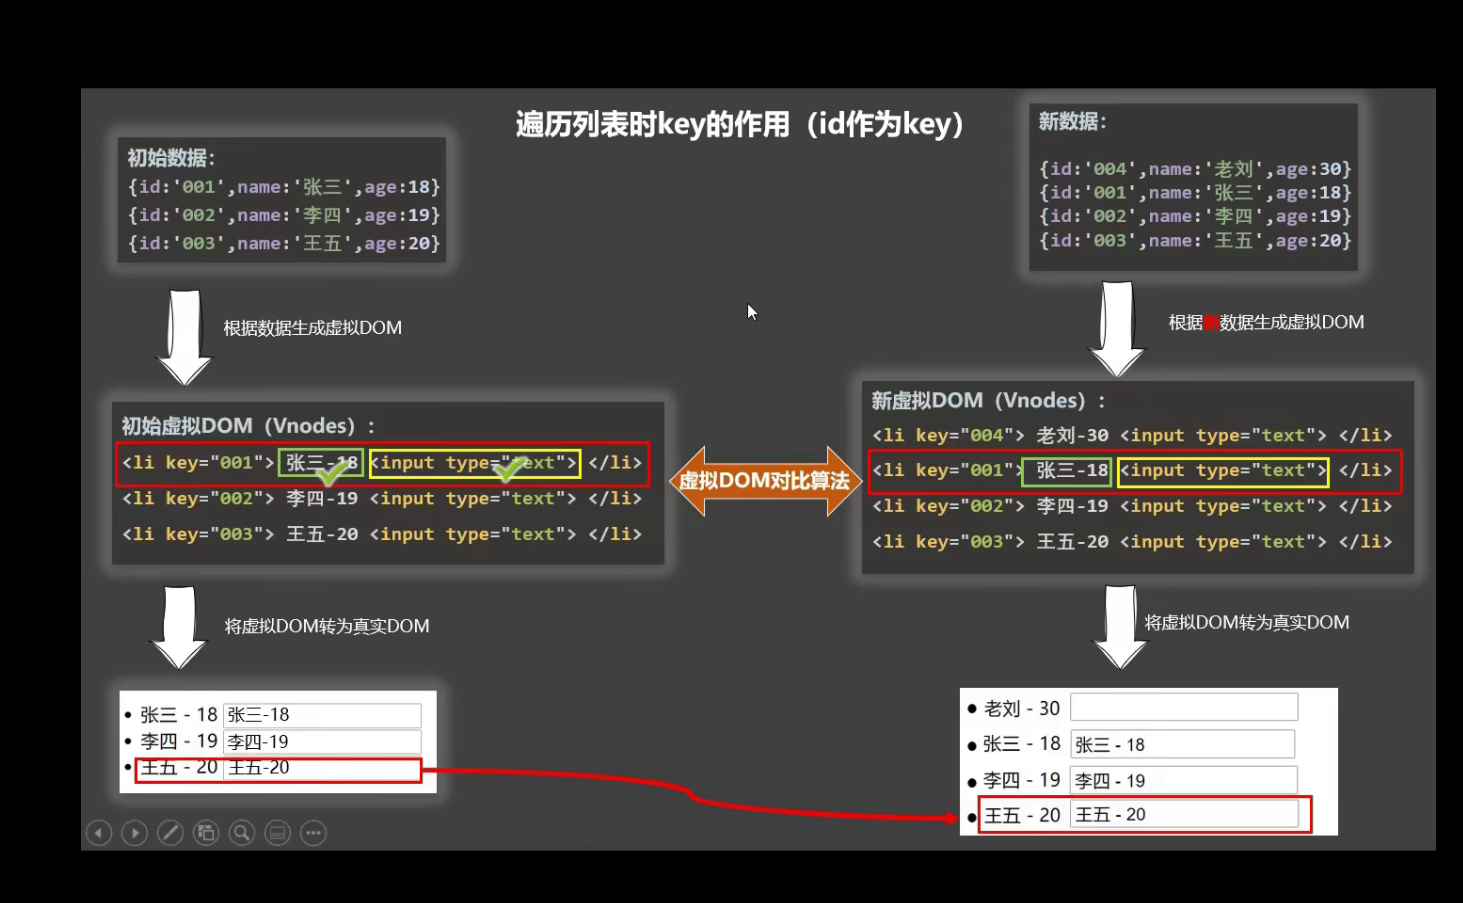 遍历列表时key的作用（id作为key）
初始数据：
{id:'001',name:'张三',age:18}
{id:'002',name:'李四',age:19}
{id:'003',name:'王五',age:20}
新数据：
{id:'004',name:'老刘',age:30}
{id:'001',name:'张三',age:18}
{id:'002',name:'李四',age:19}
{id:'003',name:'王五',age:20}
根据数据生成虚拟DOM
根据新数据生成虚拟DOM
初始虚拟DOM（Vnodes）：
<li key="001"> 张三-18 <input type="text"> </li>
<li key="002"> 李四-19 <input type="text"> </li>
<li key="003"> 王五-20 <input type="text"> </li>
虚拟DOM对比算法
新虚拟DOM（Vnodes）：
<li key="004"> 老刘-30 <input type="text"> </li>
<li key="001"> 张三-18 <input type="text"> </li>
<li key="002"> 李四-19 <input type="text"> </li>
<li key="003"> 王五-20 <input type="text"> </li>
将虚拟DOM转为真实DOM
将虚拟DOM转为真实DOM
• 张三 - 18 张三-18
• 李四 - 19 李四-19
• 王五 - 20 王五-20
• 老刘 - 30
• 张三 - 18 张三 - 18
• 李四 - 19 李四 - 19
• 王五 - 20 王五 - 20